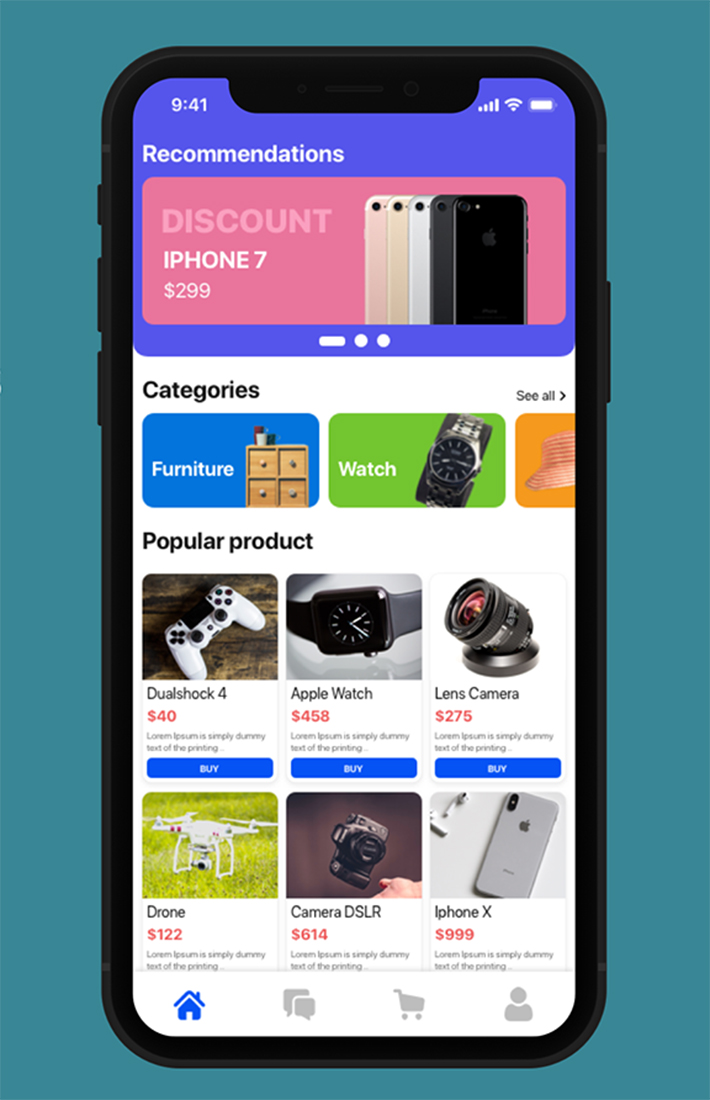 9:41
Recommendations
DISCOUNT
IPHONE 7
$299
Categories
See all
Furniture
Watch
Popular product
Dualshock 4
$40
Lorem Ipsum is simply dummy
text of the printing...
BUY
Apple Watch
$458
Lorem Ipsum is simply dummy
text of the printing...
BUY
Lens Camera
$275
Lorem Ipsum is simply dummy
text of the printing...
BUY
Drone
$122
Lorem Ipsum is simply dummy
text of the printing...
Camera DSLR
$614
Lorem Ipsum is simply dummy
text of the printing...
Iphone X
$999
Lorem Ipsum is simply dummy
text of the printing...